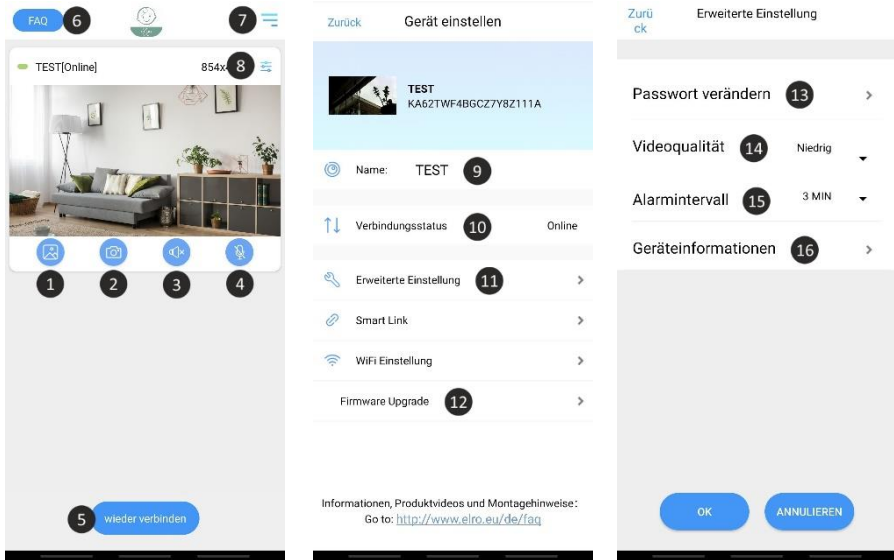 FAQ 6
7
TEST[Online] 854x4 8
1 2 3 4
5 wieder verbinden
Zurück Gerät einstellen
TEST
KA62TWF4BGCZ7Y8Z111A
Name: TEST 9
Verbindungsstatus 10 Online
Erweiterte Einstellung 11
Smart Link
WiFi Einstellung
Firmware Upgrade 12
Informationen, Produktvideos und Montagehinweise:
Go to: http://www.elro.eu/de/faq
Zurü
ck
Erweiterte Einstellung
Passwort verändern 13
Videoqualität 14 Niedrig
Alarmintervall 15 3 MIN
Geräteinformationen 16
OK ANNULIEREN